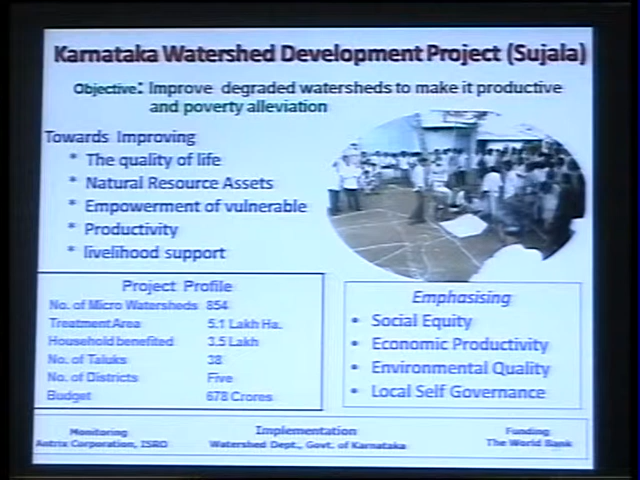 Karnataka Watershed Development Project (Sujala)
Objective: Improve degraded watersheds to make it productive
and poverty alleviation
Towards Improving
* The quality of life
* Natural Resource Assets
* Empowerment of vulnerable
* Productivity
* livelihood support
Project Profile
No. of Micro Watersheds 854
Treatment Area 5.1 Lakh Ha.
Household benefited 3.5 Lakh
No. of Taluks 38
No. of Districts Five
Budget 678 Crores
Emphasising
• Social Equity
• Economic Productivity
• Environmental Quality
• Local Self Governance
Monitoring
Antrix Corporation, ISRO
Implementation
Watershed Dept., Govt. of Karnataka
Funding
The World Bank